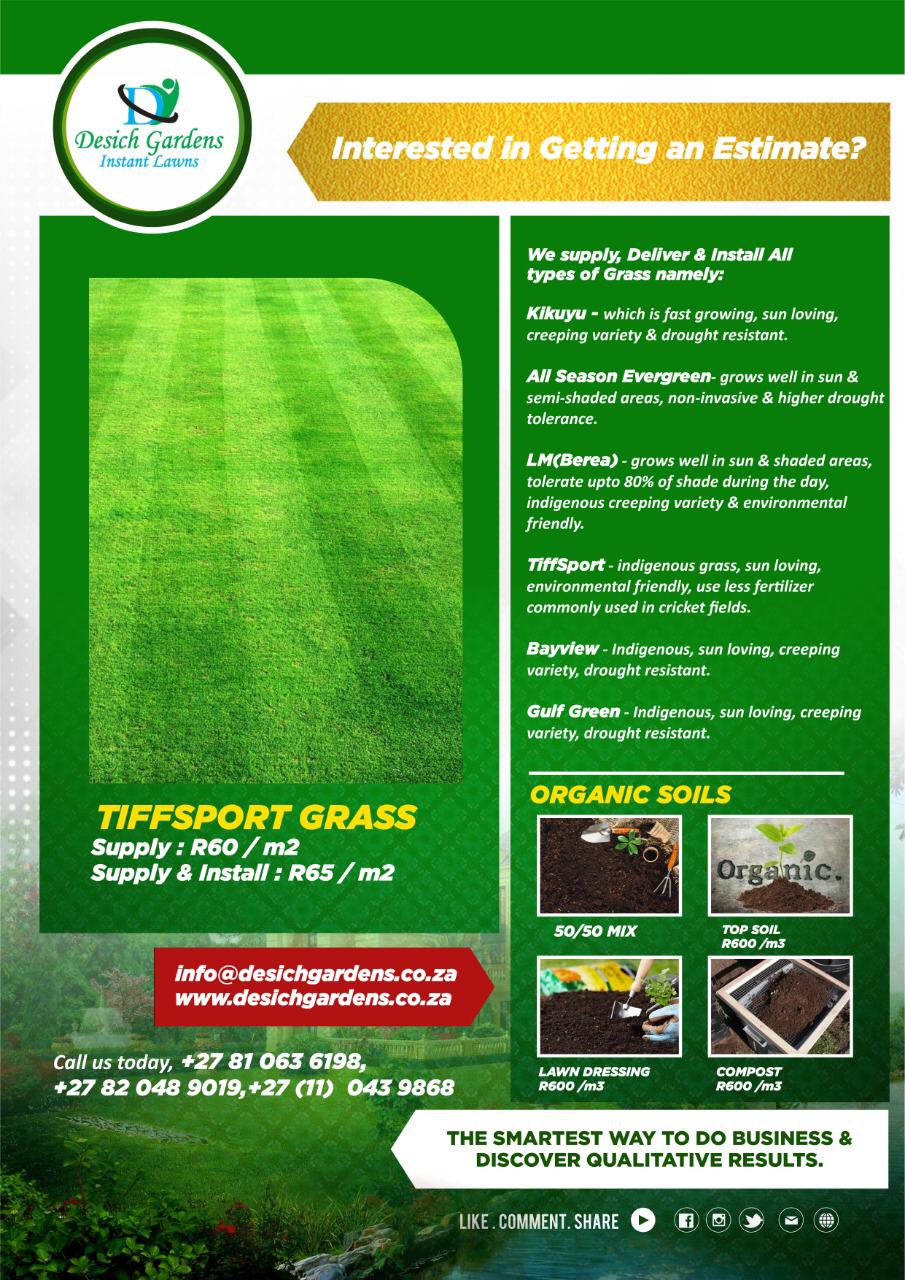 Desich Gardens
Instant Lawns
Interested in Getting an Estimate?
We supply, Deliver & Install All
types of Grass namely:
Kikuyu - which is fast growing, sun loving,
creeping variety & drought resistant.
All Season Evergreen- grows well in sun &
semi-shaded areas, non-invasive & higher drought
tolerance.
LM(Berea) - grows well in sun & shaded areas,
tolerate upto 80% of shade during the day,
indigenous creeping variety & environmental
friendly.
TiffSport - indigenous grass, sun loving,
environmental friendly, use less fertilizer
commonly used in cricket fields.
Bayview - Indigenous, sun loving, creeping
variety, drought resistant.
Gulf Green - Indigenous, sun loving, creeping
variety, drought resistant.
TIFFSPORT GRASS
Supply : R60 / m2
Supply & Install : R65 / m2
ORGANIC SOILS
Organic.
50/50 MIX
TOP SOIL
R600 /m3
LAWN DRESSING
R600 /m3
COMPOST
R600 /m3
info@desichgardens.co.za
www.desichgardens.co.za
Call us today, +27 81 063 6198,
+27 82 048 9019,+27 (11) 043 9868
THE SMARTEST WAY TO DO BUSINESS &
DISCOVER QUALITATIVE RESULTS.
LIKE . COMMENT. SHARE